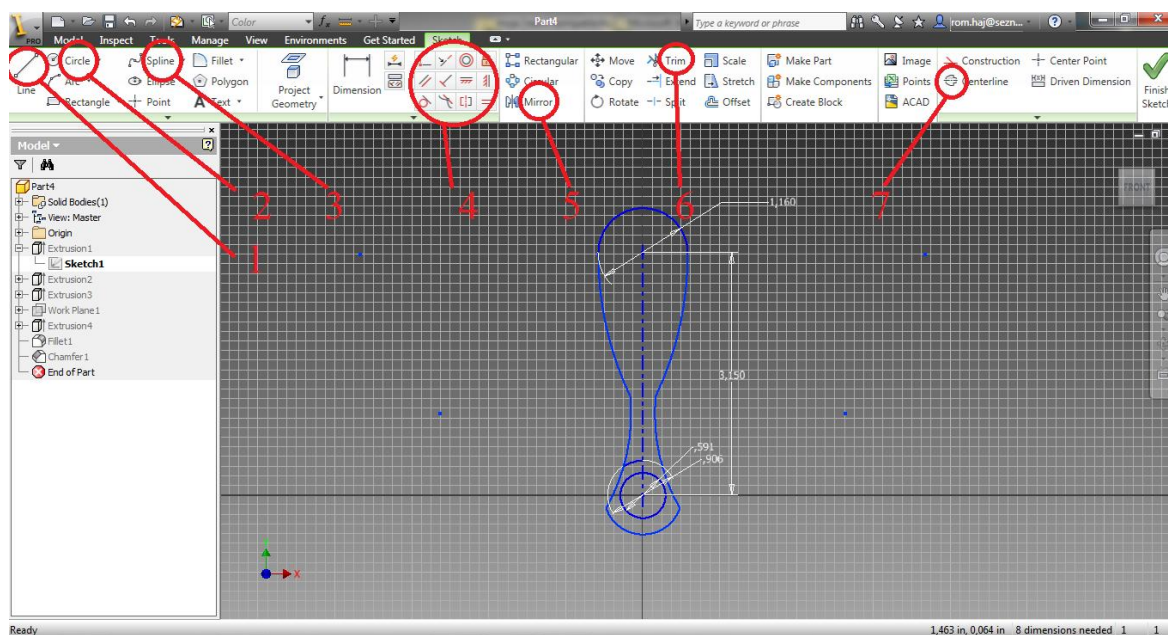 Color
Part4
Type a keyword or phrase
rom.haj@sezn...
PRO
Model Inspect Tools Manage View Environments Get Started Sketch
Line
Circle
Arc
Rectangle
Spline
Ellipse
Point
Fillet
Polygon
Text
Project
Geometry
Dimension
Rectangular
Circular
Mirror
Move
Copy
Rotate
Trim
Extend
Split
Scale
Stretch
Offset
Make Part
Make Components
Create Block
Image
Points
ACAD
Construction
Centerline
Center Point
Driven Dimension
Finish
Sketch
Model
Part4
Solid Bodies(1)
View: Master
Origin
Extrusion1
Sketch1
Extrusion2
Extrusion3
Work Plane1
Extrusion4
Fillet1
Chamfer1
End of Part
2 3 4 5 6 7
1
FRONT
1,160
3,150
,591
,906
Y
X
Ready
1,463 in, 0,064 in 8 dimensions needed 1 1